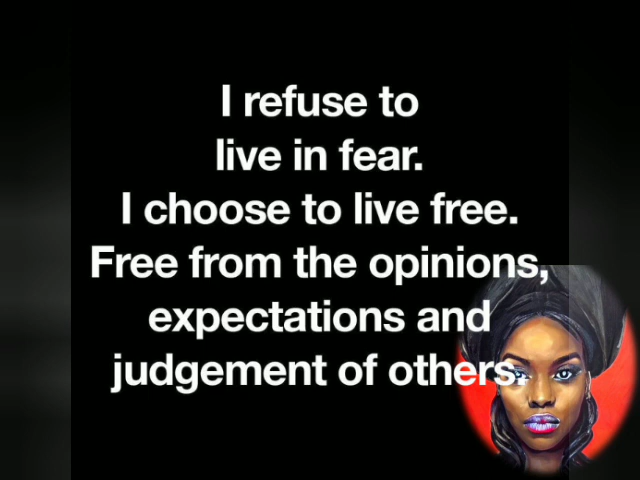 I refuse to
live in fear.
I choose to live free.
Free from the opinions,
expectations and
judgement of others.